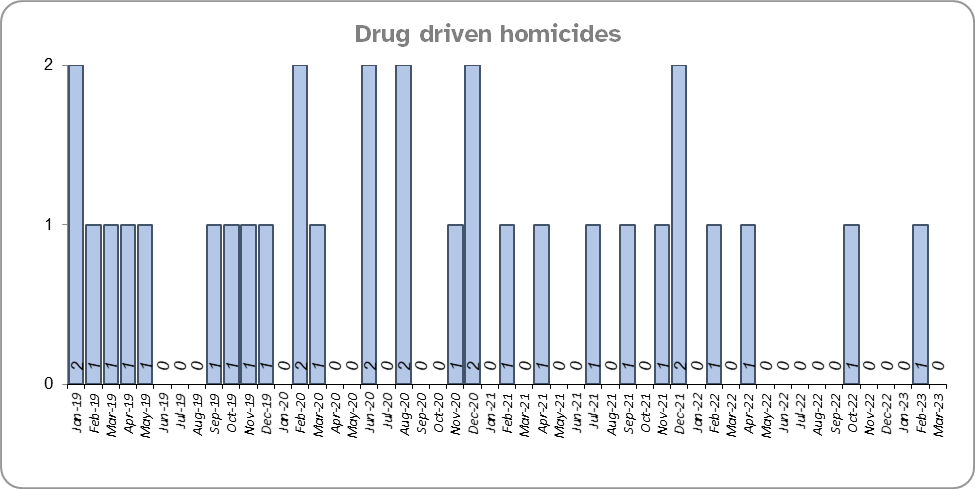 Drug driven homicides
2
1
0
2 1 1 1 1 0 0 0 1 1 1 1 0 2 1 0 0 2 0 2 0 0 1 2 0 1 0 1 0 0 1 0 1 0 1 2 0 1 0 1 0 0 0 0 0 1 0 0 0 1 0
Jan-19 Feb-19 Mar-19 Apr-19 May-19 Jun-19 Jul-19 Aug-19 Sep-19 Oct-19 Nov-19 Dec-19 Jan-20 Feb-20 Mar-20 Apr-20 May-20 Jun-20 Jul-20 Aug-20 Sep-20 Oct-20 Nov-20 Dec-20 Jan-21 Feb-21 Mar-21 Apr-21 May-21 Jun-21 Jul-21 Aug-21 Sep-21 Oct-21 Nov-21 Dec-21 Jan-22 Feb-22 Mar-22 Apr-22 May-22 Jun-22 Jul-22 Aug-22 Sep-22 Oct-22 Nov-22 Dec-22 Jan-23 Feb-23 Mar-23